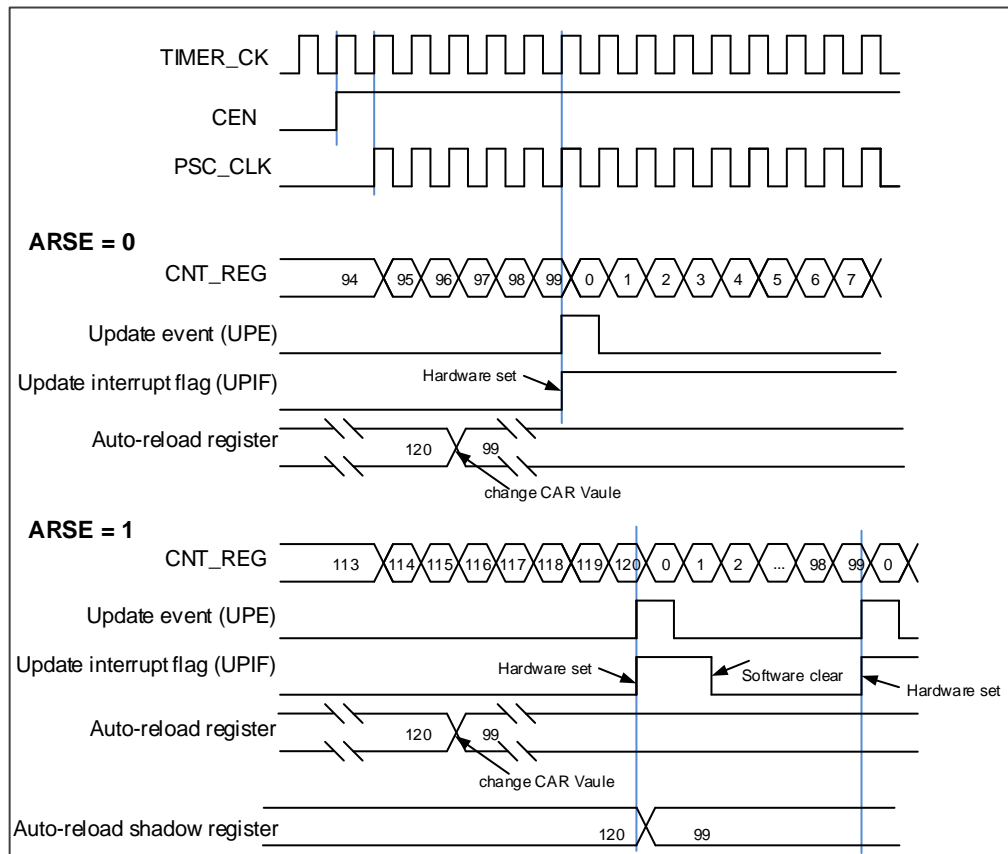 TIMER_CK
CEN
PSC_CLK
ARSE = 0
CNT_REG 94 95 96 97 98 99 0 1 2 3 4 5 6 7
Update event (UPE)
Hardware set
Update interrupt flag (UPIF)
Auto-reload register 120 99
change CAR Vaule
ARSE = 1
CNT_REG 113 114 115 116 117 118 119 120 0 1 2 ... 98 99 0
Update event (UPE)
Update interrupt flag (UPIF) Hardware set Software clear Hardware set
Auto-reload register 120 99
change CAR Vaule
Auto-reload shadow register 120 99